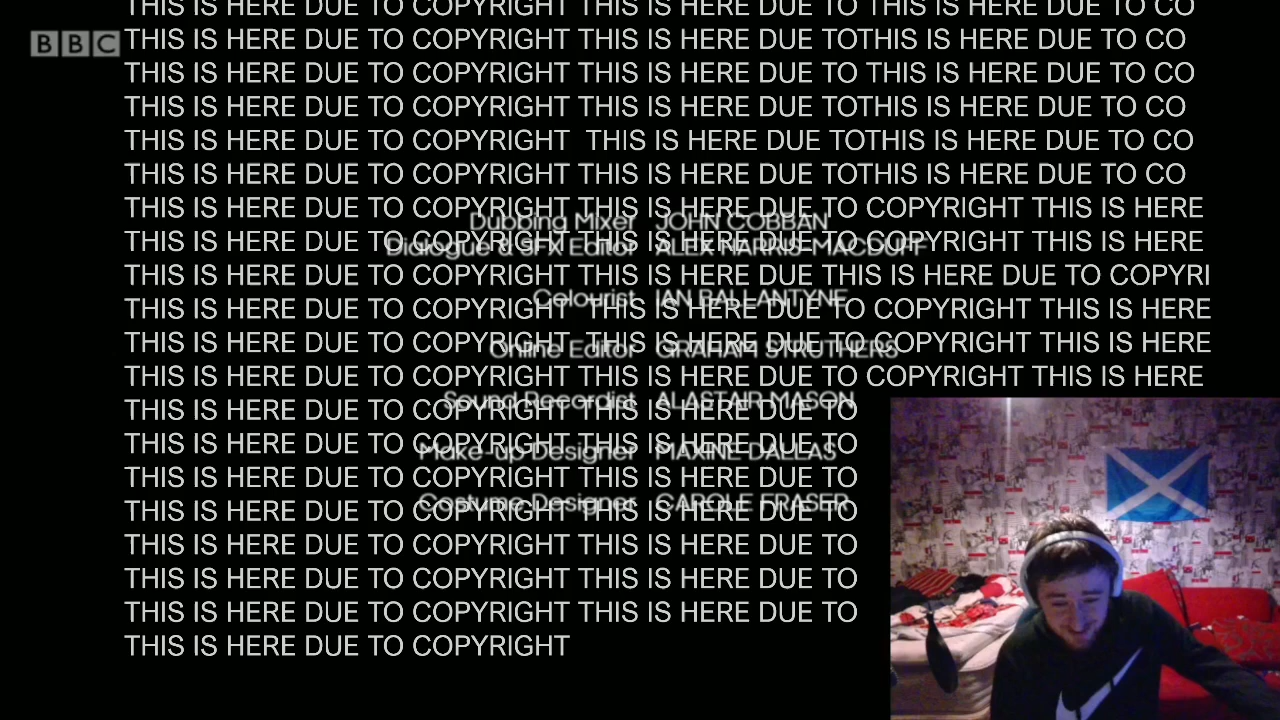 THIS IS HERE DUE TO COPYRIGHT THIS IS HERE DUE TO THIS IS HERE DUE TO CO
BBC
THIS IS HERE DUE TO COPYRIGHT THIS IS HERE DUE TOTHIS IS HERE DUE TO CO
THIS IS HERE DUE TO COPYRIGHT THIS IS HERE DUE TO THIS IS HERE DUE TO CO
THIS IS HERE DUE TO COPYRIGHT THIS IS HERE DUE TOTHIS IS HERE DUE TO CO
THIS IS HERE DUE TO COPYRIGHT  THIS IS HERE DUE TOTHIS IS HERE DUE TO CO
THIS IS HERE DUE TO COPYRIGHT THIS IS HERE DUE TOTHIS IS HERE DUE TO CO
THIS IS HERE DUE TO COPYRIGHT THIS IS HERE DUE TO COPYRIGHT THIS IS HERE
Dubbing Mixer JOHN COBBAN
THIS IS HERE DUE TO COPYRIGHT THIS IS HERE DUE TO COPYRIGHT THIS IS HERE
Dialogue & SFX Editor ALEX HARRIS-MACDUFF
THIS IS HERE DUE TO COPYRIGHT THIS IS HERE DUE THIS IS HERE DUE TO COPYRI
Colourist IAN BALLANTYNE
THIS IS HERE DUE TO COPYRIGHT  THIS IS HERE DUE TO COPYRIGHT THIS IS HERE
THIS IS HERE DUE TO COPYRIGHT  THIS IS HERE DUE TO COPYRIGHT THIS IS HERE
Online Editor GRAHAM STRUTHERS
THIS IS HERE DUE TO COPYRIGHT THIS IS HERE DUE TO COPYRIGHT THIS IS HERE
Sound Recordist ALASTAIR MASON
THIS IS HERE DUE TO COPYRIGHT THIS IS HERE DUE TO
THIS IS HERE DUE TO COPYRIGHT THIS IS HERE DUE TO
Make-up Designer MAXINE DALLAS
THIS IS HERE DUE TO COPYRIGHT THIS IS HERE DUE TO
Costume Designer CAROLE FRASER
THIS IS HERE DUE TO COPYRIGHT THIS IS HERE DUE TO
THIS IS HERE DUE TO COPYRIGHT THIS IS HERE DUE TO
THIS IS HERE DUE TO COPYRIGHT THIS IS HERE DUE TO
THIS IS HERE DUE TO COPYRIGHT THIS IS HERE DUE TO
THIS IS HERE DUE TO COPYRIGHT